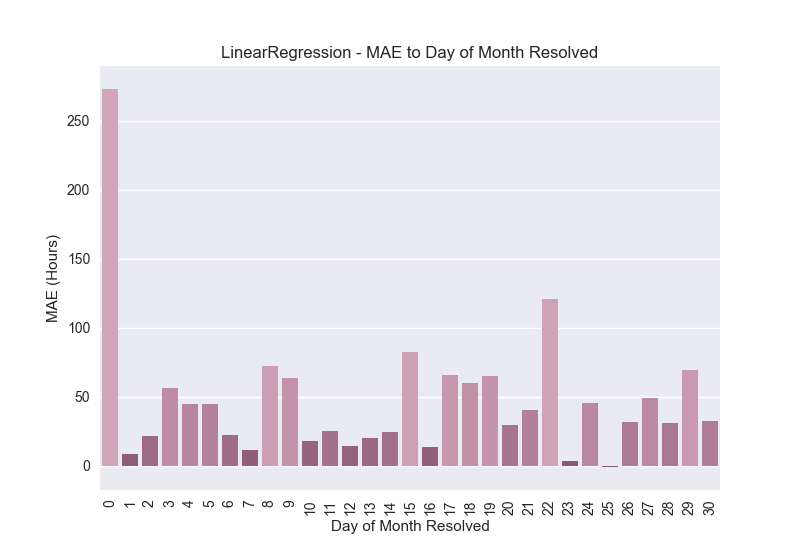 LinearRegression - MAE to Day of Month Resolved
MAE (Hours)
250
200
150
100
50
0
0 1 2 3 4 5 6 7 8 9 10 11 12 13 14 15 16 17 18 19 20 21 22 23 24 25 26 27 28 29 30
Day of Month Resolved